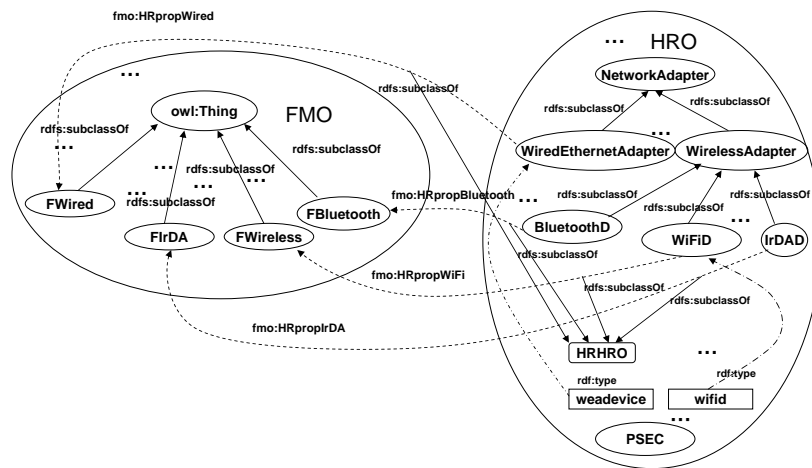 fmo:HRpropWired
... HRO
...
NetworkAdapter
rdfs:subclassOf
rdfs:subclassOf
rdfs:subclassOf
owl:Thing
FMO
...
rdfs:subclassOf
...
rdfs:subclassOf
WiredEthernetAdapter
WirelessAdapter
...
rdfs:subclassOf
...
...
...
fmo:HRpropBluetooth
...
rdfs:subclassOf
rdfs:subclassOf
FWired
rdfs:subclassOf
FBluetooth
rdfs:subclassOf
...
BluetoothD
FIrDA
FWireless
WiFiD
IrDAD
rdfs:subclassOf
fmo:HRpropWiFi
rdfs:subclassOf
rdfs:subclassOf
fmo:HRpropIrDA
HRHRO
...
rdf:type
rdf:type
weadevice
wifid
...
PSEC